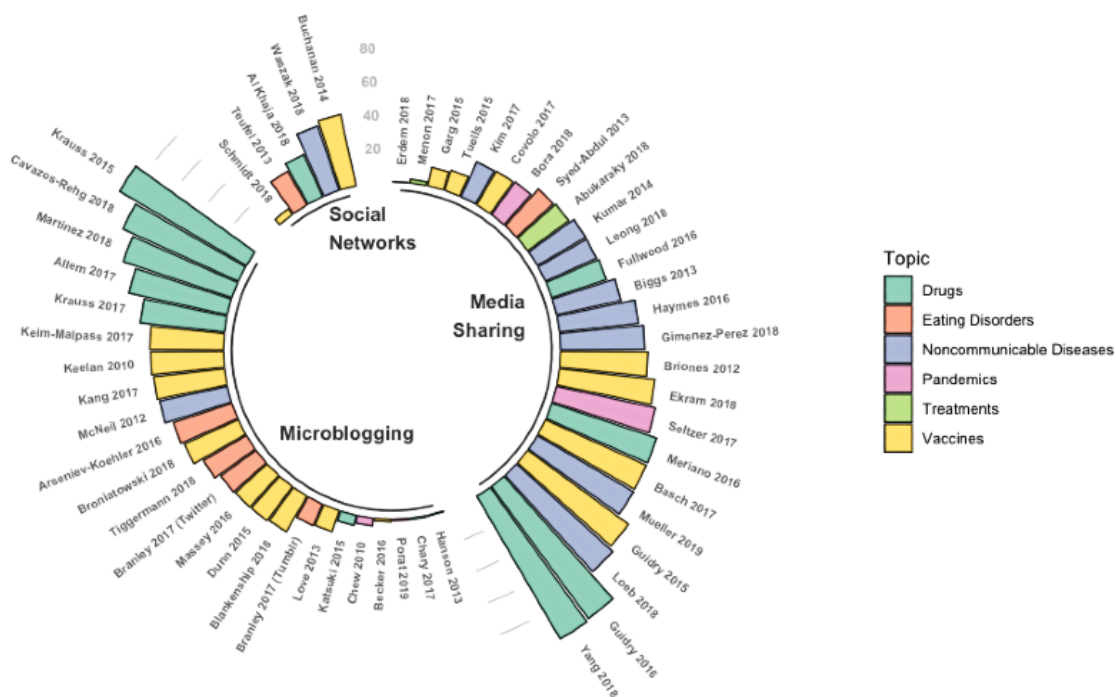 80
60
40
20
Schmidt 2018
Teufel 2013
Al Khaja 2018
Waszak 2018
Buchanan 2014
Erdem 2018
Menon 2017
Garg 2015
Tuells 2015
Kim 2017
Covolo 2017
Bora 2018
Syed-Abdul 2013
Abukaraky 2018
Kumar 2014
Leong 2018
Fullwood 2016
Biggs 2013
Haymes 2016
Gimenez-Perez 2018
Briones 2012
Ekram 2018
Seltzer 2017
Meriano 2016
Basch 2017
Mueller 2019
Guidry 2015
Loeb 2018
Guidry 2016
Yang 2018
Hanson 2013
Chary 2017
Porat 2019
Becker 2016
Chew 2010
Katsuki 2015
Love 2013
Branley 2017 (Tumblr)
Blankenship 2018
Dunn 2015
Massey 2016
Branley 2017 (Twitter)
Tiggermann 2018
Broniatowski 2018
Arseniev-Koehler 2016
McNeil 2012
Kang 2017
Keelan 2010
Keim-Malpass 2017
Krauss 2017
Allem 2017
Martinez 2018
Cavazos-Rehg 2018
Krauss 2015
Social
Networks
Media
Sharing
Microblogging
Topic
Drugs
Eating Disorders
Noncommunicable Diseases
Pandemics
Treatments
Vaccines